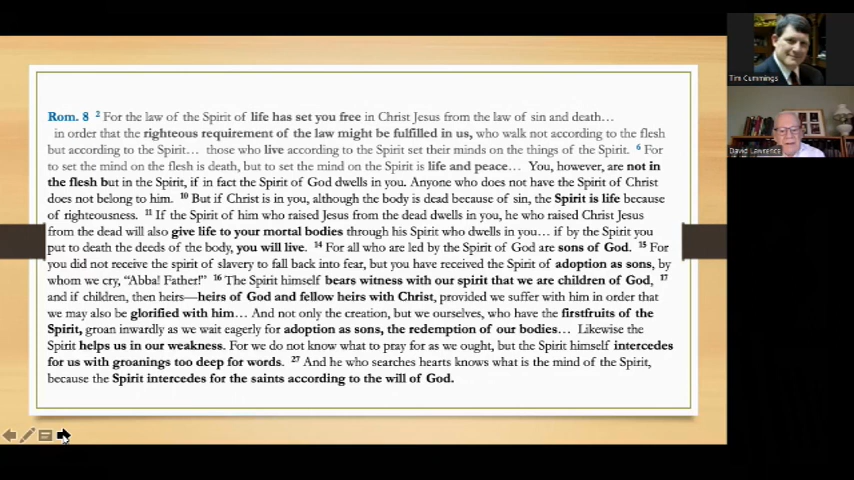 Rom. 8 2 For the law of the Spirit of life has set you free in Christ Jesus from the law of sin and death…
in order that the righteous requirement of the law might be fulfilled in us, who walk not according to the flesh
but according to the Spirit… those who live according to the Spirit set their minds on the things of the Spirit. 6 For
to set the mind on the flesh is death, but to set the mind on the Spirit is life and peace… You, however, are not in
the flesh but in the Spirit, if in fact the Spirit of God dwells in you. Anyone who does not have the Spirit of Christ
does not belong to him. 10 But if Christ is in you, although the body is dead because of sin, the Spirit is life because
of righteousness. 11 If the Spirit of him who raised Jesus from the dead dwells in you, he who raised Christ Jesus
from the dead will also give life to your mortal bodies through his Spirit who dwells in you… if by the Spirit you
put to death the deeds of the body, you will live. 14 For all who are led by the Spirit of God are sons of God. 15 For
you did not receive the spirit of slavery to fall back into fear, but you have received the Spirit of adoption as sons, by
whom we cry, “Abba! Father!” 16 The Spirit himself bears witness with our spirit that we are children of God, 17
and if children, then heirs—heirs of God and fellow heirs with Christ, provided we suffer with him in order that
we may also be glorified with him… And not only the creation, but we ourselves, who have the firstfruits of the
Spirit, groan inwardly as we wait eagerly for adoption as sons, the redemption of our bodies… Likewise the
Spirit helps us in our weakness. For we do not know what to pray for as we ought, but the Spirit himself intercedes
for us with groanings too deep for words. 27 And he who searches hearts knows what is the mind of the Spirit,
because the Spirit intercedes for the saints according to the will of God.
Tim Cummings
David Lawrence